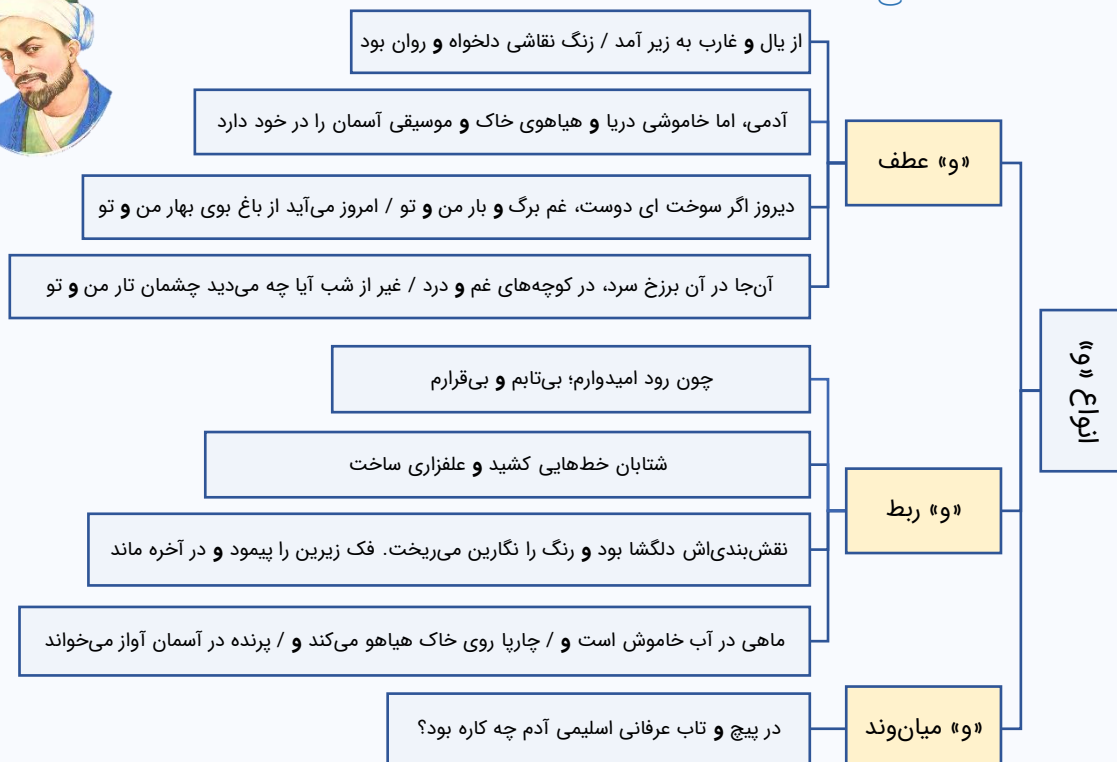 انواع «و»
«و» عطف
از یال و غارب به زیر آمد / زنگ نقاشی دلخواه و روان بود
آدمی، اما خاموشی دریا و هیاهوی خاک و موسیقی آسمان را در خود دارد
دیروز اگر سوخت ای دوست، غم برگ و بار من و تو / امروز می‌آید از باغ بوی بهار من و تو
آن‌جا در آن برزخ سرد، در کوچه‌های غم و درد / غیر از شب آیا چه می‌دید چشمان تار من و تو
«و» ربط
چون رود امیدوارم؛ بی‌تابم و بی‌قرارم
شتابان خط‌هایی کشید و علفزاری ساخت
نقش‌بندی‌اش دلگشا بود و رنگ را نگارین می‌ریخت. فک زیرین را پیمود و در آخره ماند
ماهی در آب خاموش است و / چارپا روی خاک هیاهو می‌کند و / پرنده در آسمان آواز می‌خواند
«و» میان‌وند
در پیچ و تاب عرفانی اسلیمی آدم چه کاره بود؟